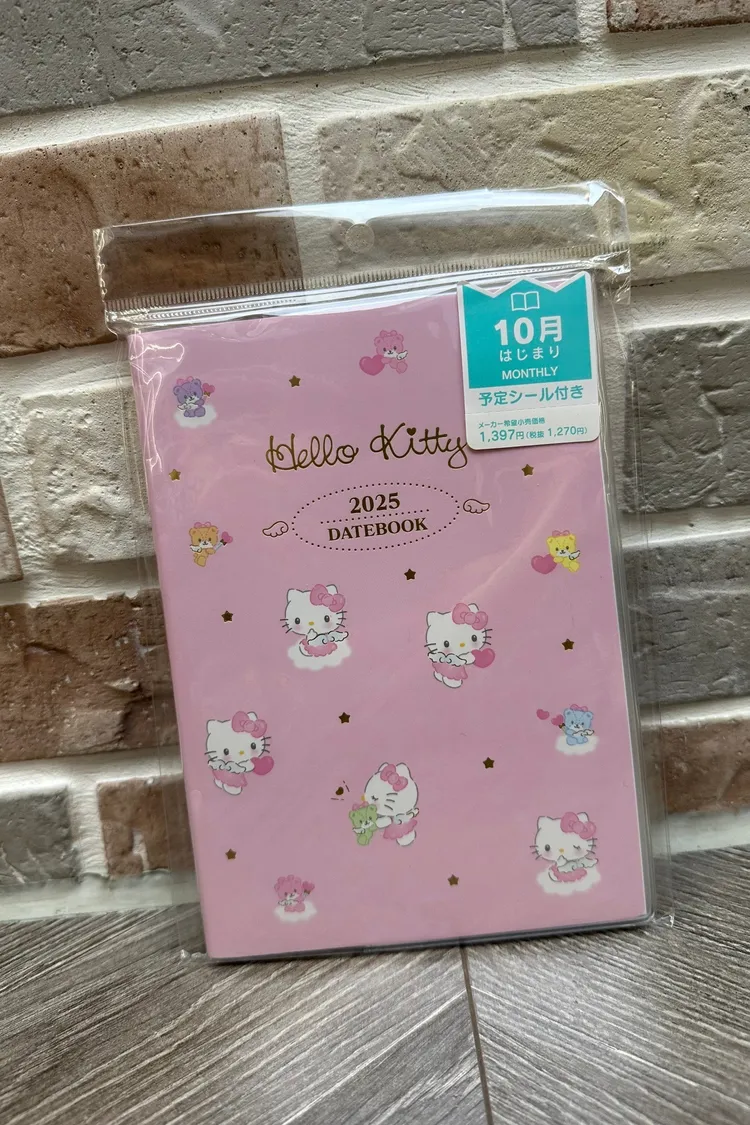 10月
はじまり
MONTHLY
予定シール付き
メーカー希望小売価格
1,397円(税抜 1,270円)
Hello Kitty
2025
DATEBOOK